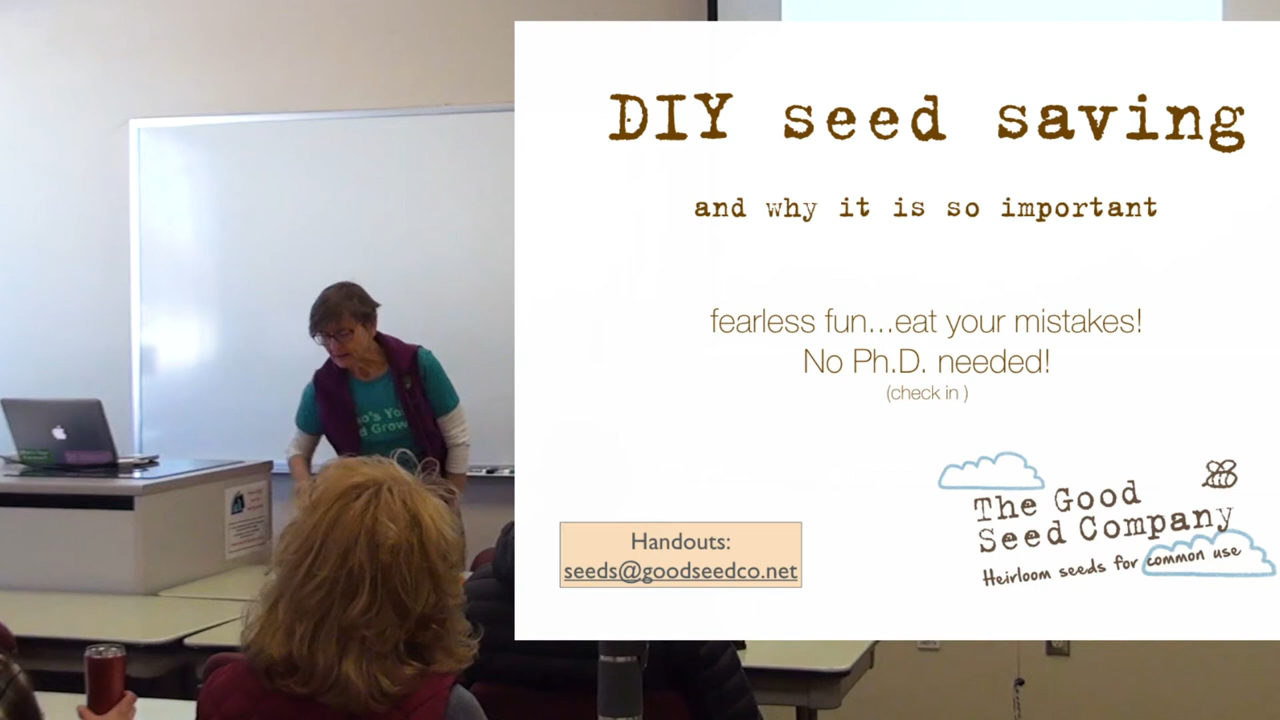 DIY seed saving
and why it is so important
fearless fun...eat your mistakes!
No Ph.D. needed!
(check in )
The Good
Seed Company
Heirloom seeds for common use
Handouts:
seeds@goodseedco.net